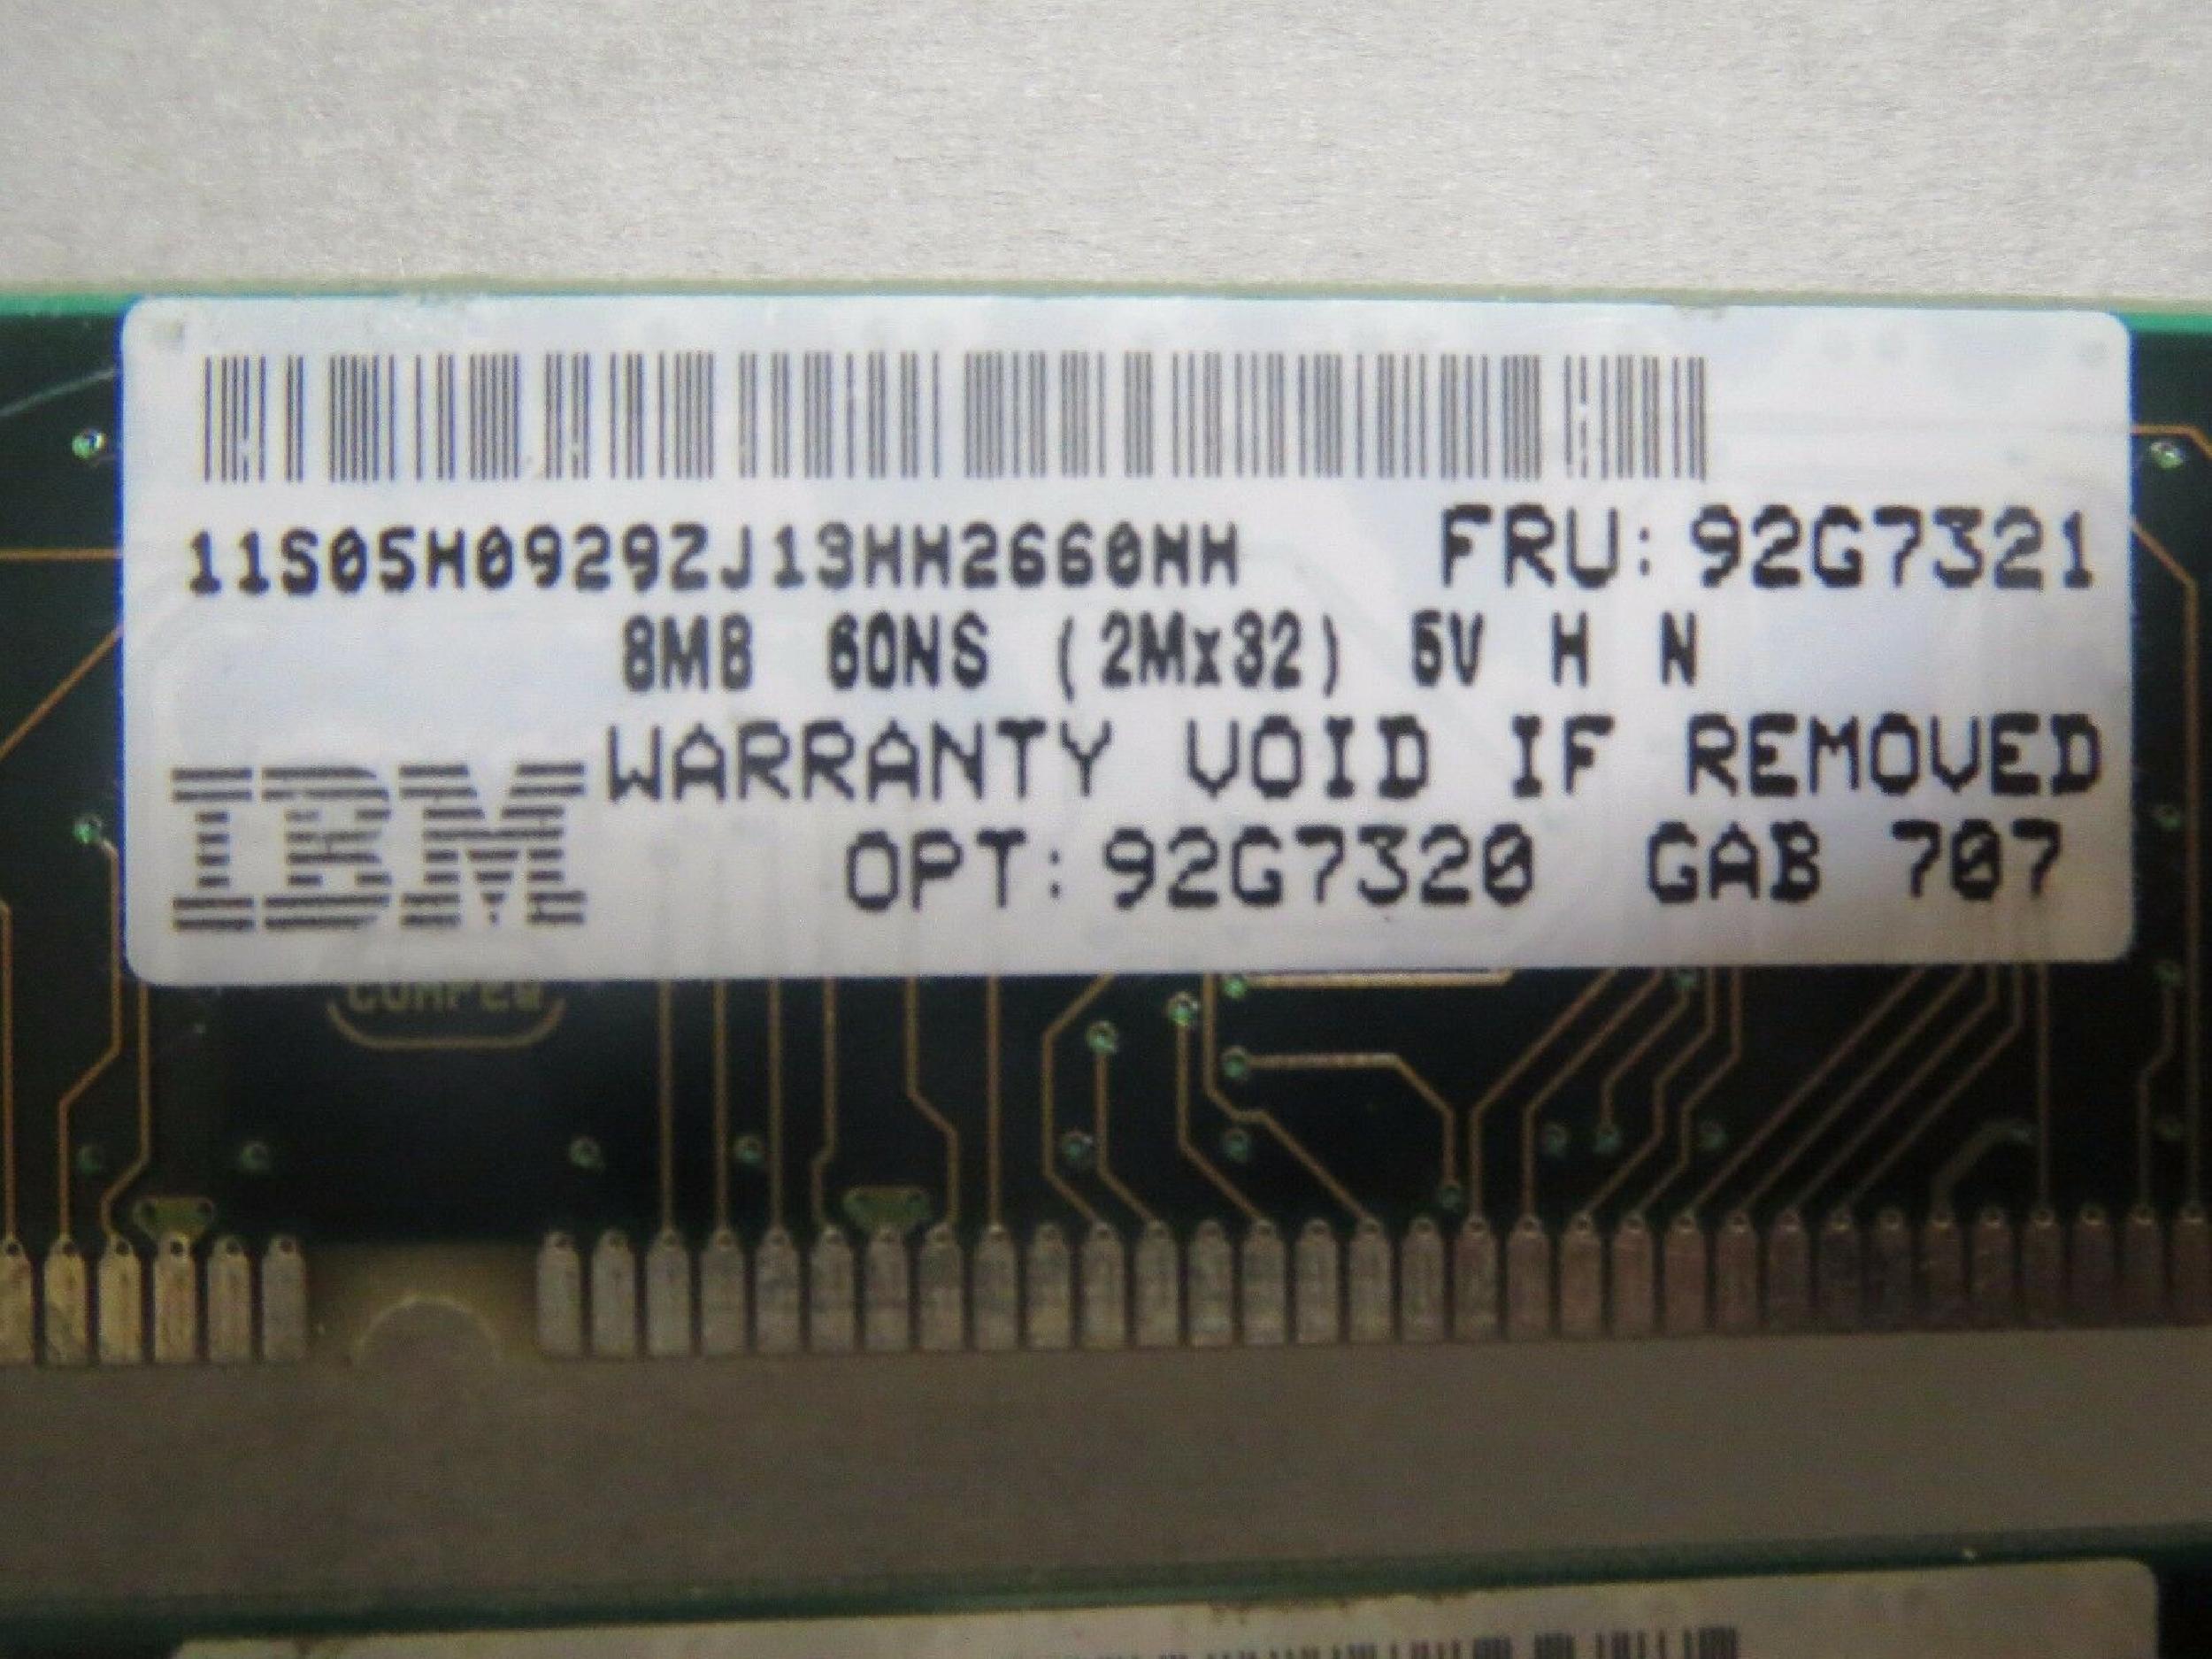 11S05H0929ZJ13HH2660HH FRU: 92G7321
8MB 60NS (2Mx32) 5V H N
IBM WARRANTY VOID IF REMOVED
OPT: 92G7320 GAB 707